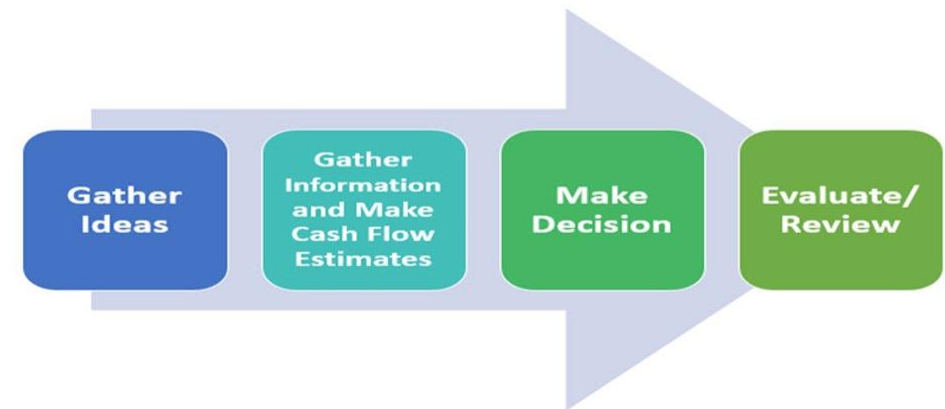 Gather
Ideas
Gather
Information
and Make
Cash Flow
Estimates
Make
Decision
Evaluate/
Review